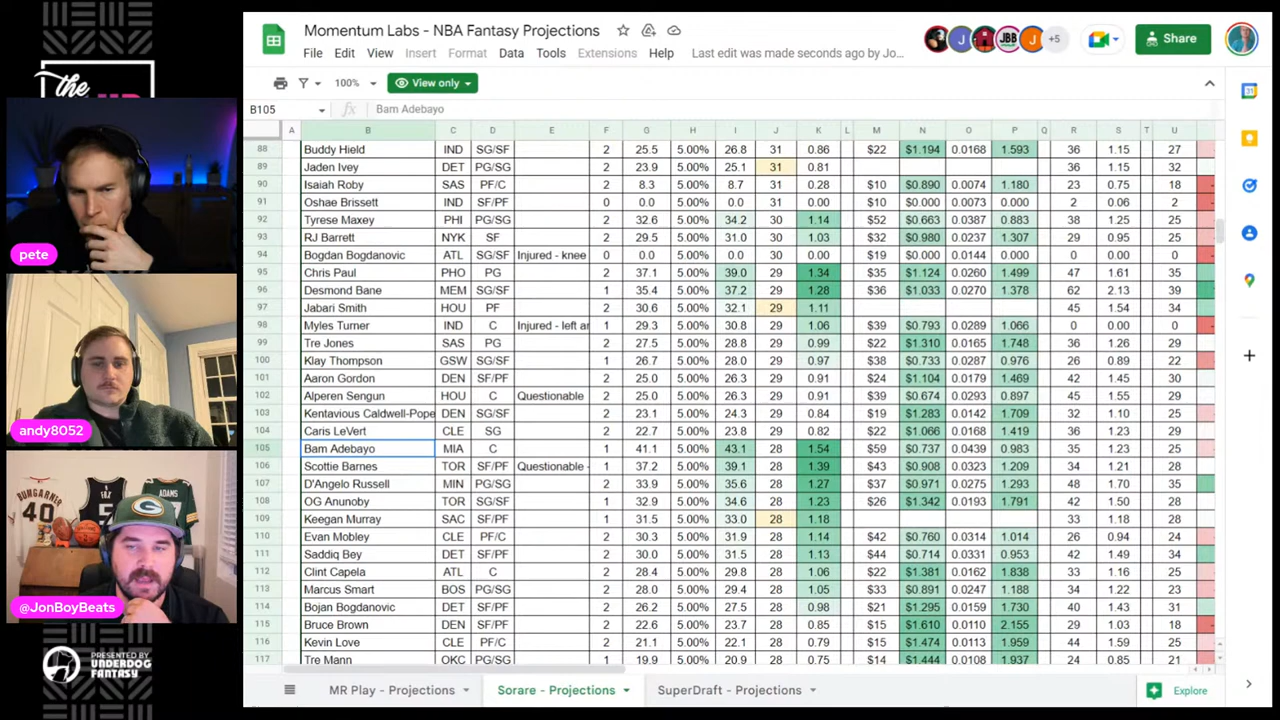 the
pete
andy8052
BUMGARNER
40
FOX
ADAMS
@JonBoyBeats
PRESENTED BY
UNDERDOG
FANTASY
Momentum Labs - NBA Fantasy Projections
+5
Share
File Edit View Insert Format Data Tools Extensions Help Last edit was made seconds ago by Jo...
100% View only
B105 fx Bam Adebayo
A B C D E F G H I J K L M N O P Q R S T U
88 Buddy Hield IND SG/SF 2 25.5 5.00% 26.8 31 0.86 $22 $1.194 0.0168 1.593 36 1.15 27
89 Jaden Ivey DET PG/SG 2 23.9 5.00% 25.1 31 0.81 36 1.15 32
90 Isaiah Roby SAS PF/C 2 8.3 5.00% 8.7 31 0.28 $10 $0.890 0.0074 1.180 23 0.75 18
91 Oshae Brissett IND SF/PF 0 0.0 5.00% 0.0 31 0.00 $10 $0.000 0.0073 0.000 2 0.06 2
92 Tyrese Maxey PHI PG/SG 2 32.6 5.00% 34.2 30 1.14 $52 $0.663 0.0387 0.883 38 1.25 25
93 RJ Barrett NYK SF 2 29.5 5.00% 31.0 30 1.03 $32 $0.980 0.0237 1.307 29 0.95 25
94 Bogdan Bogdanovic ATL SG/SF Injured - knee 0 0.0 5.00% 0.0 30 0.00 $19 $0.000 0.0144 0.000 0 0.00 0
95 Chris Paul PHO PG 2 37.1 5.00% 39.0 29 1.34 $35 $1.124 0.0260 1.499 47 1.61 35
96 Desmond Bane MEM SG/SF 1 35.4 5.00% 37.2 29 1.28 $36 $1.033 0.0270 1.378 62 2.13 39
97 Jabari Smith HOU PF 2 30.6 5.00% 32.1 29 1.11 45 1.54 34
98 Myles Turner IND C Injured - left an 1 29.3 5.00% 30.8 29 1.06 $39 $0.793 0.0289 1.066 0 0.00 0
99 Tre Jones SAS PG 2 27.5 5.00% 28.8 29 0.99 $22 $1.310 0.0165 1.748 36 1.26 29
100 Klay Thompson GSW SG/SF 1 26.7 5.00% 28.0 29 0.97 $38 $0.733 0.0287 0.976 26 0.89 22
101 Aaron Gordon DEN SF/PF 2 25.0 5.00% 26.3 29 0.91 $24 $1.104 0.0179 1.469 42 1.45 30
102 Alperen Sengun HOU C Questionable 2 25.0 5.00% 26.3 29 0.91 $39 $0.674 0.0293 0.897 45 1.55 29
103 Kentavious Caldwell-Pope DEN SG/SF 2 23.1 5.00% 24.3 29 0.84 $19 $1.283 0.0142 1.709 32 1.10 25
104 Caris LeVert CLE SG 2 22.7 5.00% 23.8 29 0.82 $22 $1.066 0.0168 1.419 36 1.23 23
105 Bam Adebayo MIA C 1 41.1 5.00% 43.1 28 1.54 $59 $0.737 0.0439 0.983 35 1.23 25
106 Scottie Barnes TOR SF/PF Questionable - 1 37.2 5.00% 39.1 28 1.39 $43 $0.908 0.0323 1.209 34 1.21 28
107 D'Angelo Russell MIN PG/SG 2 33.9 5.00% 35.6 28 1.27 $37 $0.971 0.0275 1.293 48 1.70 35
108 OG Anunoby TOR SG/SF 1 32.9 5.00% 34.6 28 1.23 $26 $1.342 0.0193 1.791 42 1.50 28
109 Keegan Murray SAC SF/PF 1 31.5 5.00% 33.0 28 1.18 33 1.18 28
110 Evan Mobley CLE PF/C 2 30.3 5.00% 31.9 28 1.14 $42 $0.760 0.0314 1.014 26 0.94 24
111 Saddiq Bey DET SF/PF 2 30.0 5.00% 31.5 28 1.13 $44 $0.714 0.0325 0.953 42 1.49 34
112 Clint Capela ATL C 2 28.4 5.00% 29.8 28 1.06 $22 $1.381 0.0162 1.838 33 1.16 25
113 Marcus Smart BOS PG/SG 1 28.0 5.00% 29.4 28 1.05 $33 $0.891 0.0247 1.188 34 1.22 23
114 Bojan Bogdanovic DET SF/PF 2 26.2 5.00% 27.5 28 0.98 $21 $1.295 0.0159 1.730 40 1.43 31
115 Bruce Brown DEN SF/PF 2 22.6 5.00% 23.7 28 0.85 $15 $1.610 0.0110 2.155 29 1.03 18
116 Kevin Love CLE PF/C 2 21.1 5.00% 22.1 28 0.79 $15 $1.474 0.0113 1.959 44 1.59 25
117 Tre Mann OKC PG/SG 2 19.9 5.00% 20.9 28 0.75 $14 $1.444 0.0108 1.937 24 0.85 21
MR Play - Projections Sorare - Projections SuperDraft - Projections Explore